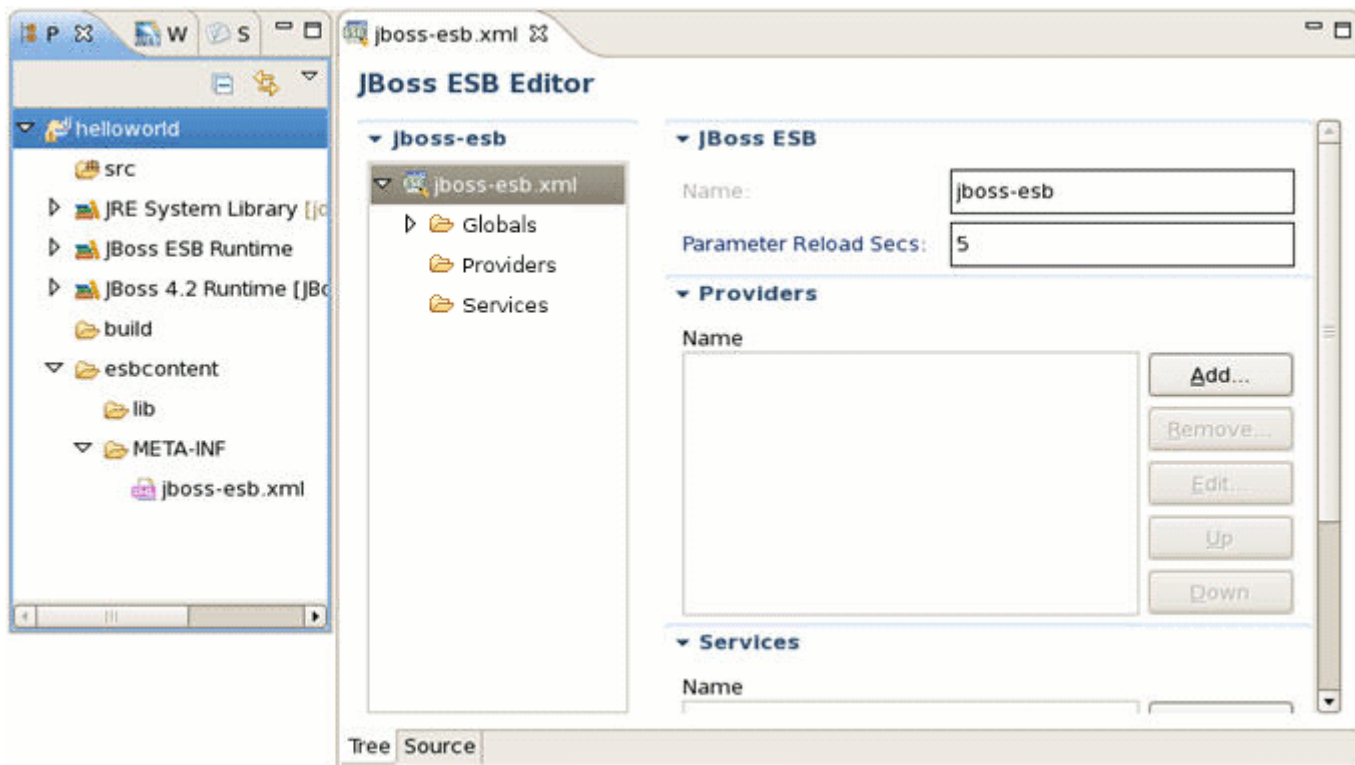 P W S
helloworld
src
JRE System Library [jd
JBoss ESB Runtime
JBoss 4.2 Runtime [JBo
build
esbcontent
lib
META-INF
jboss-esb.xml
jboss-esb.xml
JBoss ESB Editor
jboss-esb
jboss-esb.xml
Globals
Providers
Services
JBoss ESB
Name: jboss-esb
Parameter Reload Secs: 5
Providers
Name
Add...
Remove...
Edit...
Up
Down
Services
Name
Tree Source